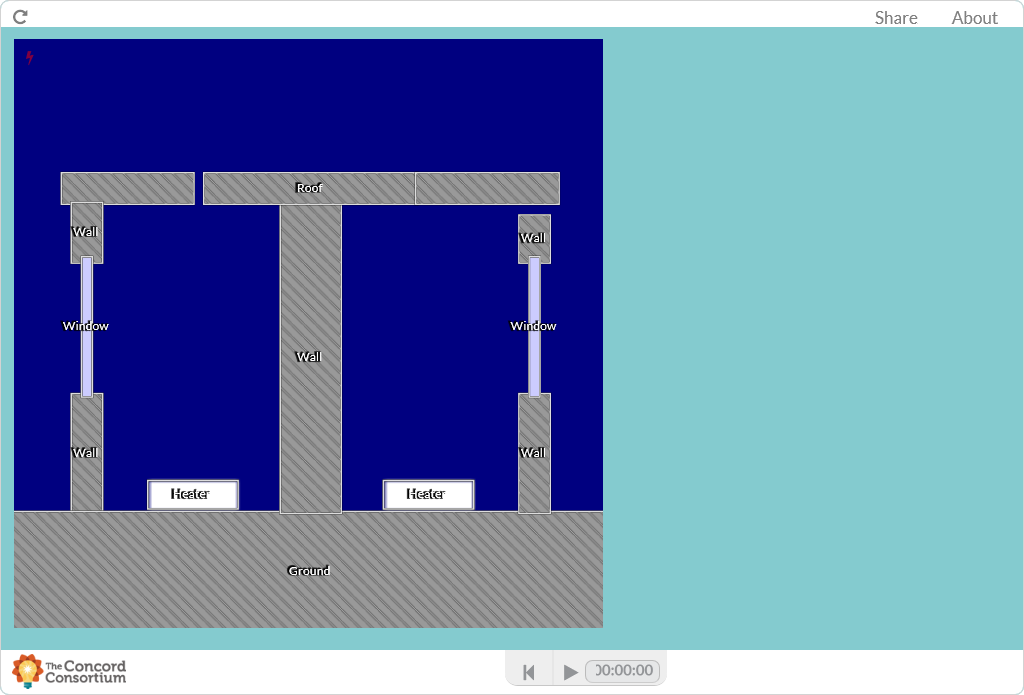 Share About
Roof
Wall
Wall
Window
Window
Wall
Wall
Wall
Heater
Heater
Ground
The Concord
Consortium
00:00:00